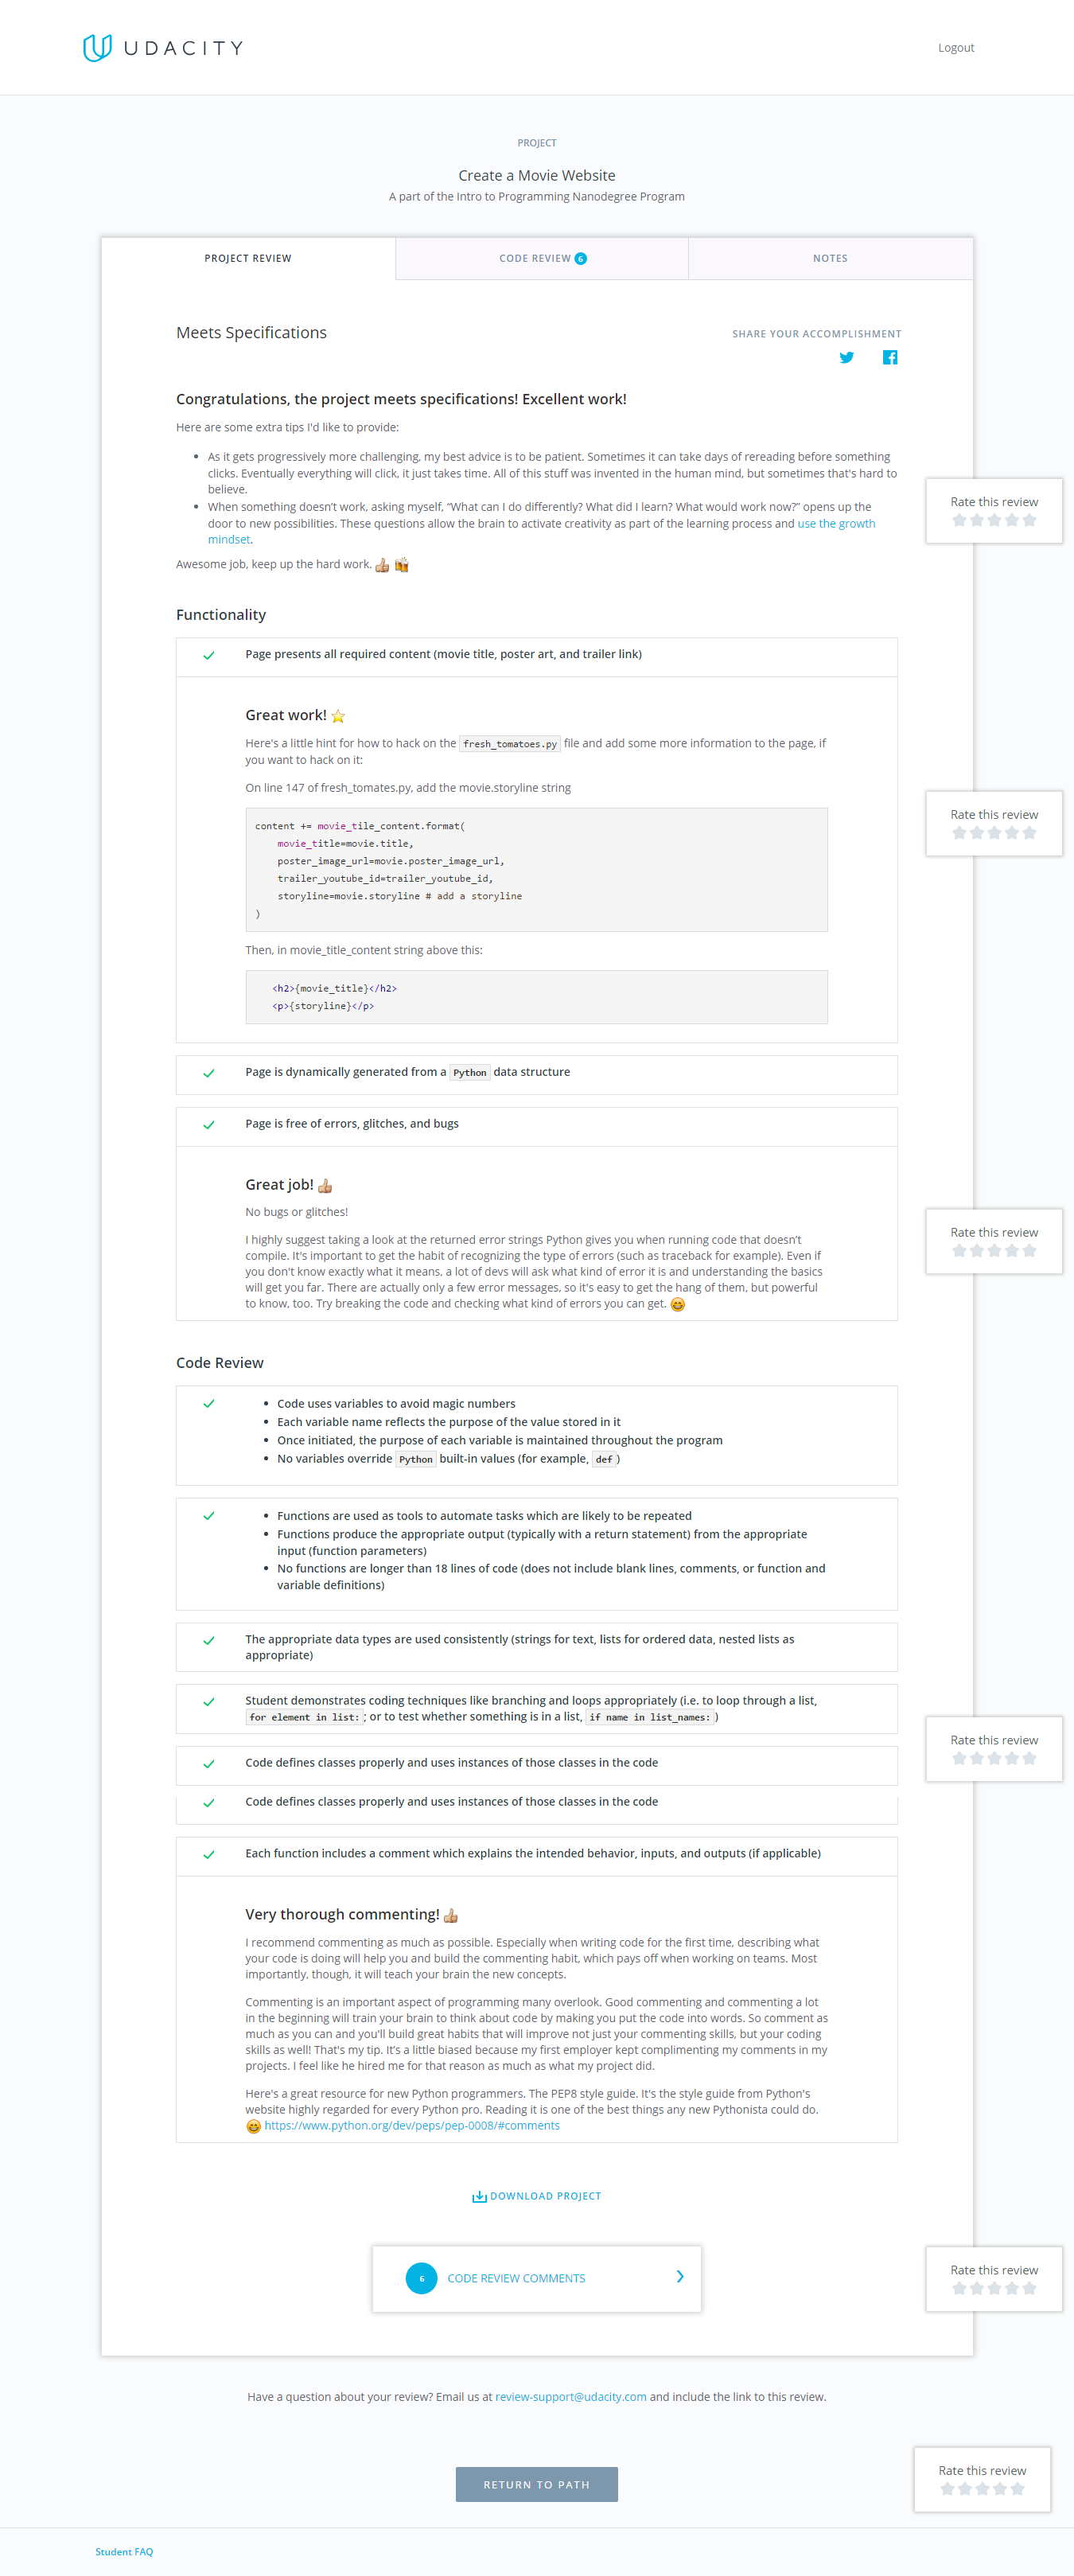 UDACITY
Logout
PROJECT
Create a Movie Website
A part of the Intro to Programming Nanodegree Program
PROJECT REVIEW
CODE REVIEW 6
NOTES
Meets Specifications
SHARE YOUR ACCOMPLISHMENT
Congratulations, the project meets specifications! Excellent work!
Here are some extra tips I'd like to provide:
• As it gets progressively more challenging, my best advice is to be patient. Sometimes it can take days of rereading before something
clicks. Eventually everything will click, it just takes time. All of this stuff was invented in the human mind, but sometimes that's hard to
believe.
• When something doesn't work, asking myself, “What can I do differently? What did I learn? What would work now?” opens up the
door to new possibilities. These questions allow the brain to activate creativity as part of the learning process and use the growth
mindset.
Rate this review
Awesome job, keep up the hard work. 👍 🍻
Functionality
Page presents all required content (movie title, poster art, and trailer link)
Great work! ⭐
Here's a little hint for how to hack on the fresh_tomatoes.py file and add some more information to the page, if
you want to hack on it:
On line 147 of fresh_tomates.py, add the movie.storyline string
Rate this review
content += movie_tile_content.format(
movie_title=movie.title,
poster_image_url=movie.poster_image_url,
trailer_youtube_id=trailer_youtube_id,
storyline=movie.storyline # add a storyline
)
Then, in movie_title_content string above this:
<h2>{movie_title}</h2>
<p>{storyline}</p>
Page is dynamically generated from a Python data structure
Page is free of errors, glitches, and bugs
Great job! 👍
No bugs or glitches!
Rate this review
I highly suggest taking a look at the returned error strings Python gives you when running code that doesn't
compile. It's important to get the habit of recognizing the type of errors (such as traceback for example). Even if
you don't know exactly what it means, a lot of devs will ask what kind of error it is and understanding the basics
will get you far. There are actually only a few error messages, so it's easy to get the hang of them, but powerful
to know, too. Try breaking the code and checking what kind of errors you can get. 😄
Code Review
• Code uses variables to avoid magic numbers
• Each variable name reflects the purpose of the value stored in it
• Once initiated, the purpose of each variable is maintained throughout the program
• No variables override Python built-in values (for example, def )
• Functions are used as tools to automate tasks which are likely to be repeated
• Functions produce the appropriate output (typically with a return statement) from the appropriate
input (function parameters)
• No functions are longer than 18 lines of code (does not include blank lines, comments, or function and
variable definitions)
The appropriate data types are used consistently (strings for text, lists for ordered data, nested lists as
appropriate)
Student demonstrates coding techniques like branching and loops appropriately (i.e. to loop through a list,
for element in list: ; or to test whether something is in a list, if name in list_names: )
Rate this review
Code defines classes properly and uses instances of those classes in the code
Code defines classes properly and uses instances of those classes in the code
Each function includes a comment which explains the intended behavior, inputs, and outputs (if applicable)
Very thorough commenting! 👍
I recommend commenting as much as possible. Especially when writing code for the first time, describing what
your code is doing will help you and build the commenting habit, which pays off when working on teams. Most
importantly, though, it will teach your brain the new concepts.
Commenting is an important aspect of programming many overlook. Good commenting and commenting a lot
in the beginning will train your brain to think about code by making you put the code into words. So comment as
much as you can and you'll build great habits that will improve not just your commenting skills, but your coding
skills as well! That's my tip. It's a little biased because my first employer kept complimenting my comments in my
projects. I feel like he hired me for that reason as much as what my project did.
Here's a great resource for new Python programmers. The PEP8 style guide. It's the style guide from Python's
website highly regarded for every Python pro. Reading it is one of the best things any new Pythonista could do.
😄 https://www.python.org/dev/peps/pep-0008/#comments
DOWNLOAD PROJECT
6 CODE REVIEW COMMENTS
Rate this review
Have a question about your review? Email us at review-support@udacity.com and include the link to this review.
RETURN TO PATH
Rate this review
Student FAQ